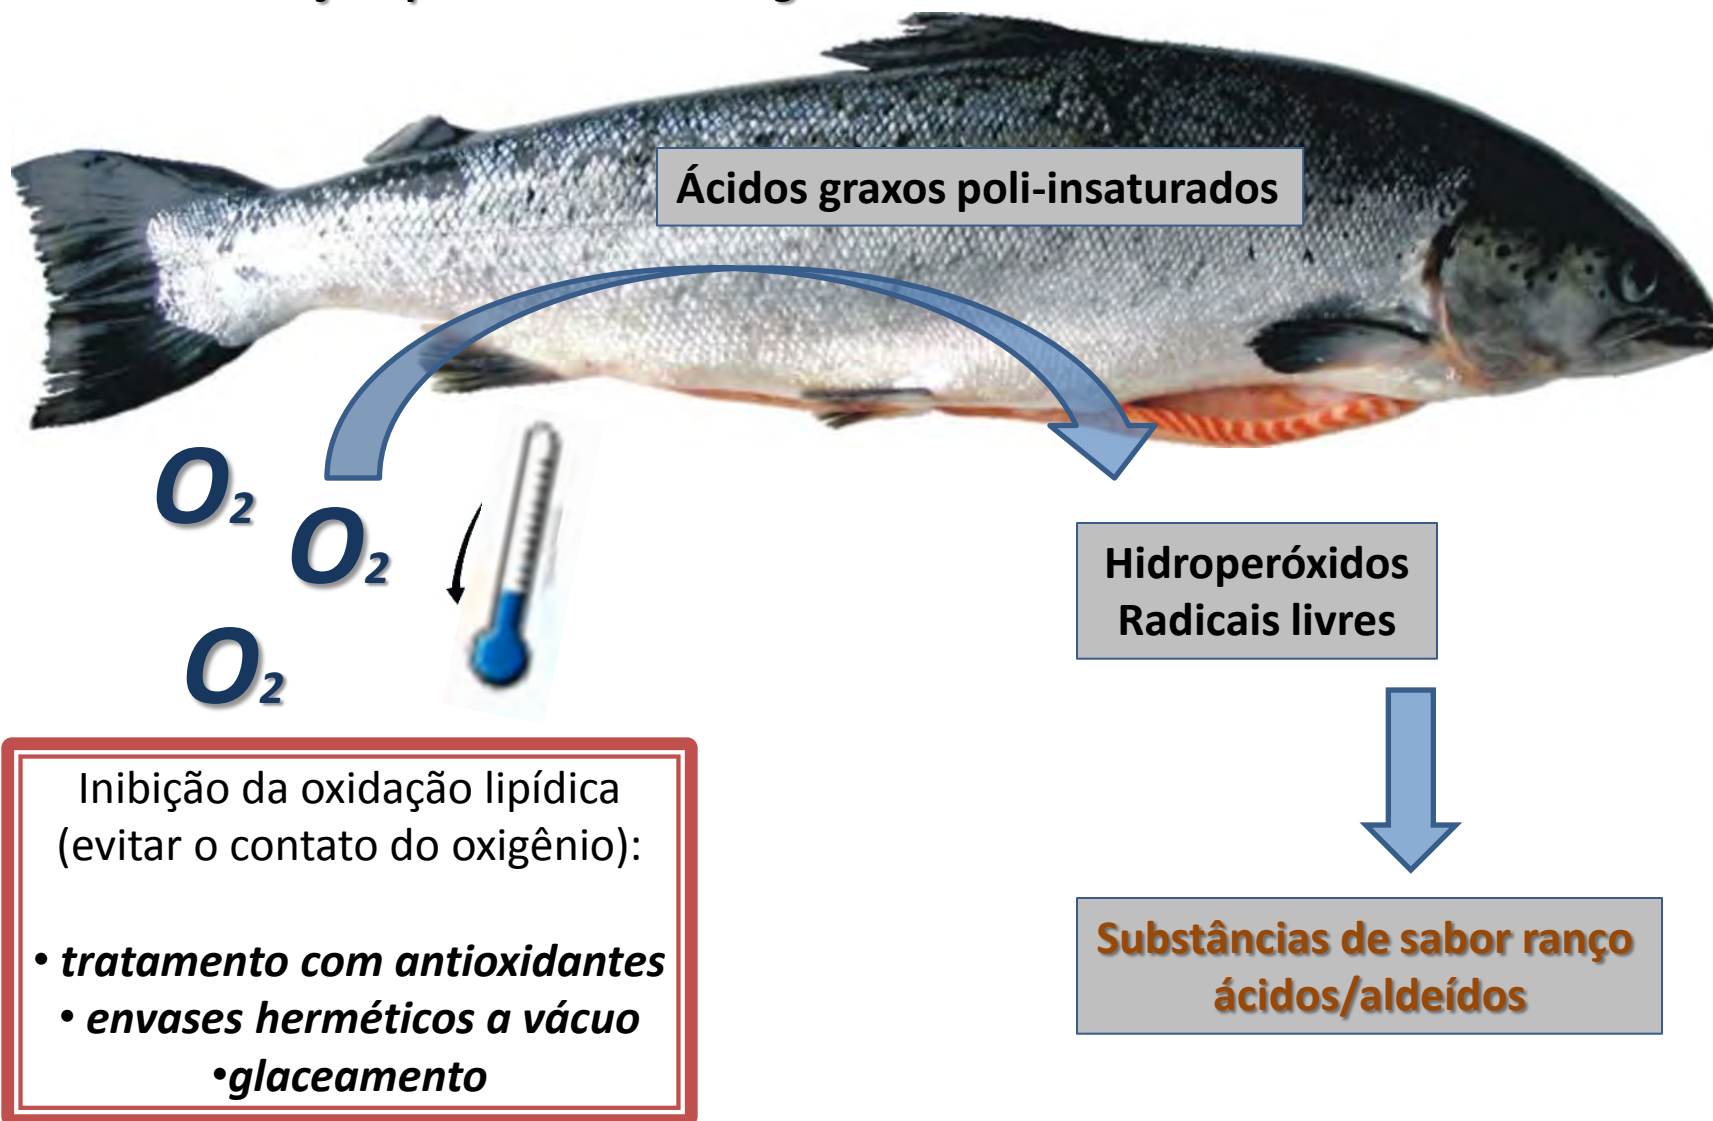 Ácidos graxos poli-insaturados
O2
O2
O2
Hidroperóxidos
Radicais livres
Inibição da oxidação lipídica
(evitar o contato do oxigênio):
• tratamento com antioxidantes
• envases herméticos a vácuo
•glaceamento
Substâncias de sabor ranço
ácidos/aldeídos